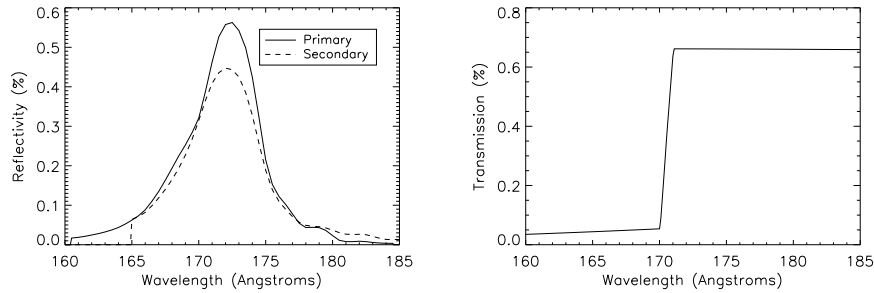 0.6
0.5
0.4
0.3
0.2
0.1
0.0
Reflectivity (%)
Primary
Secondary
160 165 170 175 180 185
Wavelength (Angstroms)
0.8
0.6
0.4
0.2
0.0
Transmission (%)
160 165 170 175 180 185
Wavelength (Angstroms)